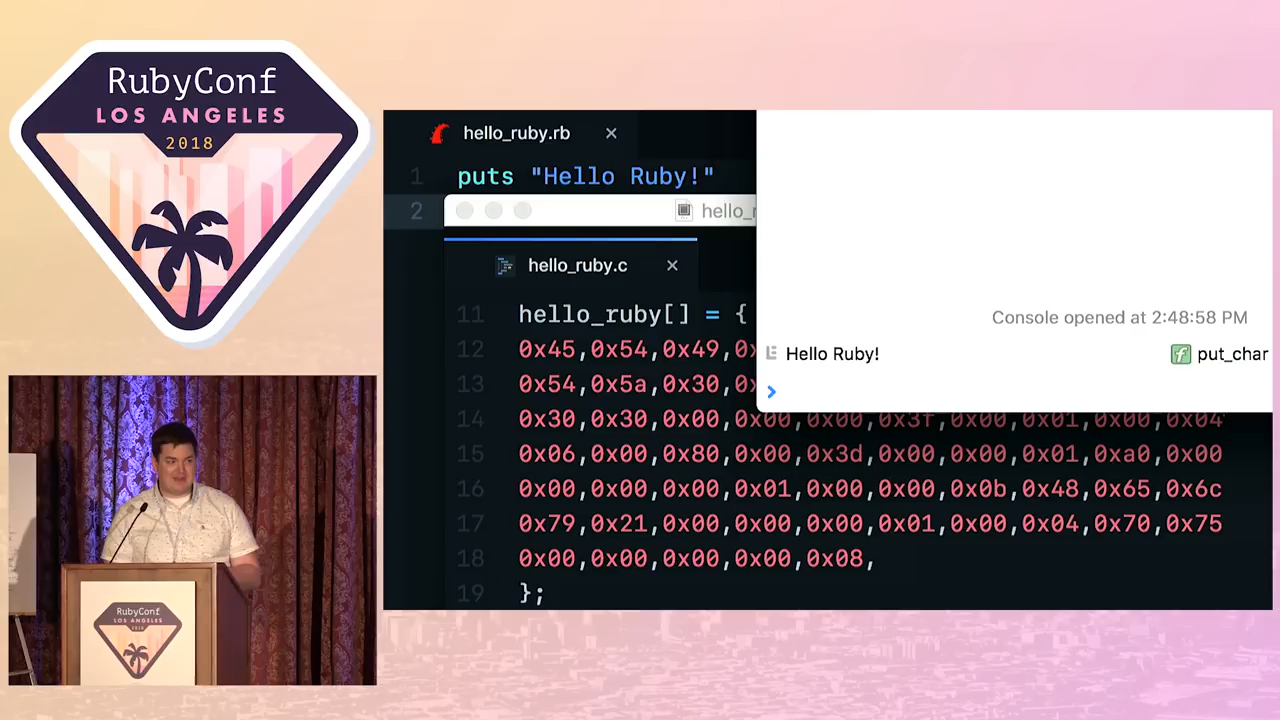 RubyConf
LOS ANGELES
2018
hello_ruby.rb ×
1 puts "Hello Ruby!"
2
hello_r
hello_ruby.c ×
11 hello_ruby[] = {
12 0x45,0x54,0x49,0x
13 0x54,0x5a,0x30,0x
14 0x30,0x30,0x00,0x00,0x00,0x3f,0x00,0x01,0x00,0x04
15 0x06,0x00,0x80,0x00,0x3d,0x00,0x00,0x01,0xa0,0x00
16 0x00,0x00,0x00,0x01,0x00,0x00,0x0b,0x48,0x65,0x6c
17 0x79,0x21,0x00,0x00,0x00,0x01,0x00,0x04,0x70,0x75
18 0x00,0x00,0x00,0x00,0x08,
19 };
Console opened at 2:48:58 PM
E Hello Ruby! f put_char
>
RubyConf
LOS ANGELES
2018